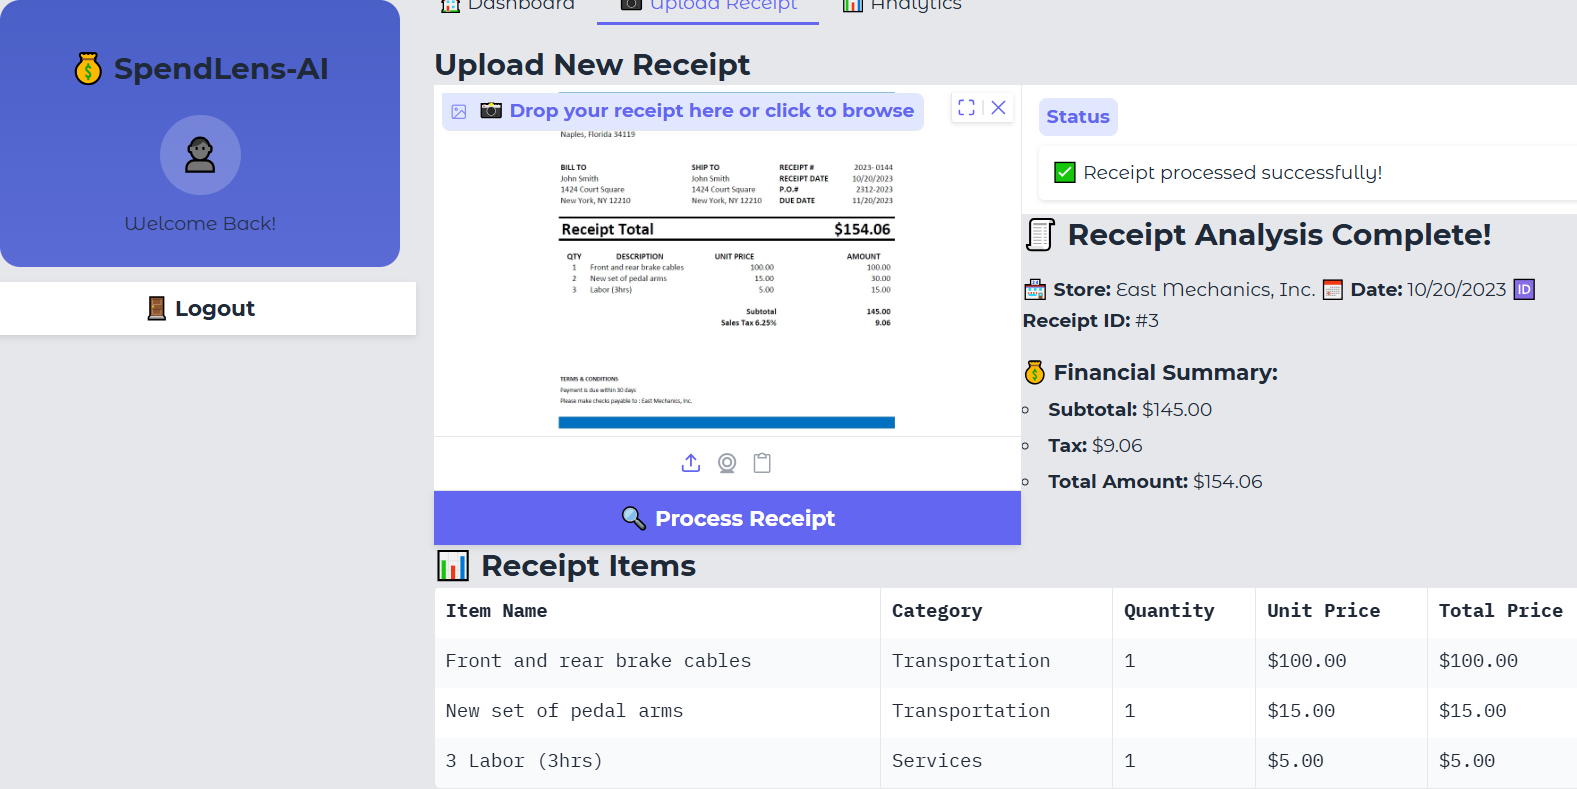 SpendLens-AI
Welcome Back!
Logout
Dashboard
Upload Receipt
Analytics
Upload New Receipt
Drop your receipt here or click to browse
Naples, Florida 34119
BILL TO SHIP TO RECEIPT # 2023- 0144
John Smith John Smith RECEIPT DATE 10/20/2023
1424 Court Square 1424 Court Square P.O.# 2312-2023
New York, NY 12210 New York, NY 12210 DUE DATE 11/20/2023
Receipt Total $154.06
QTY DESCRIPTION UNIT PRICE AMOUNT
1 Front and rear brake cables 100.00 100.00
2 New set of pedal arms 15.00 30.00
3 Labor (3hrs) 5.00 15.00
Subtotal 145.00
Sales Tax 6.25% 9.06
TERMS & CONDITIONS
Payment is due within 30 days
Please make checks payable to : East Mechanics, Inc.
Process Receipt
Status
Receipt processed successfully!
Receipt Analysis Complete!
Store: East Mechanics, Inc. Date: 10/20/2023 ID
Receipt ID: #3
Financial Summary:
Subtotal: $145.00
Tax: $9.06
Total Amount: $154.06
Receipt Items
Item Name Category Quantity Unit Price Total Price
Front and rear brake cables Transportation 1 $100.00 $100.00
New set of pedal arms Transportation 1 $15.00 $15.00
3 Labor (3hrs) Services 1 $5.00 $5.00